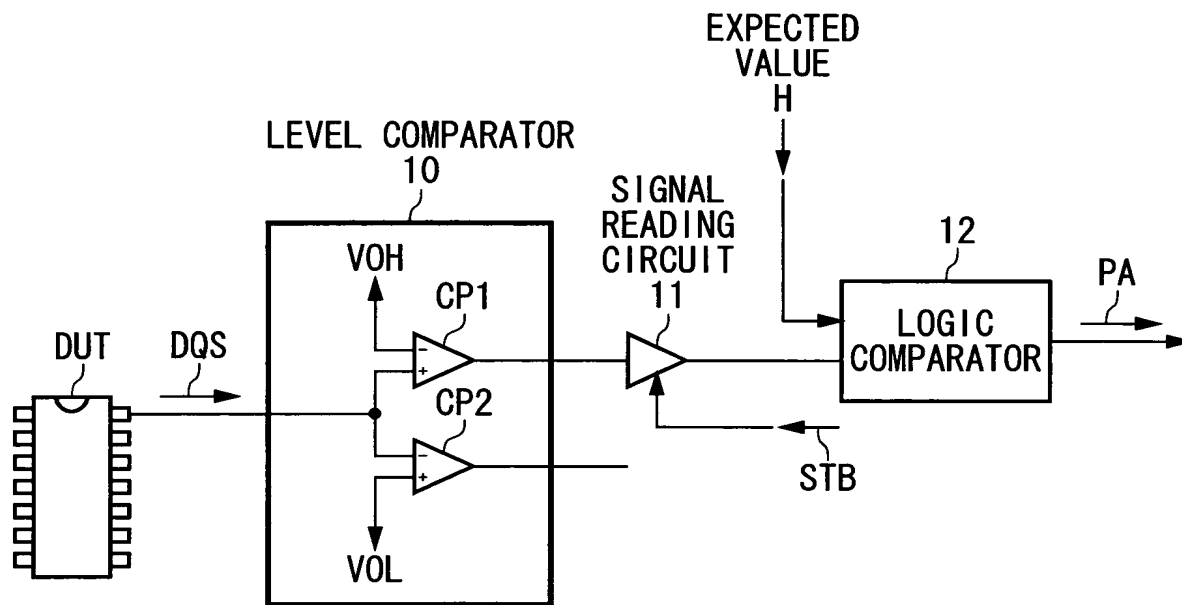 EXPECTED
VALUE
H
LEVEL COMPARATOR
10
SIGNAL
READING
CIRCUIT
11
12
LOGIC
COMPARATOR
PA
VOH
CP1
-
+
DUT
DQS
CP2
-
+
VOL
STB